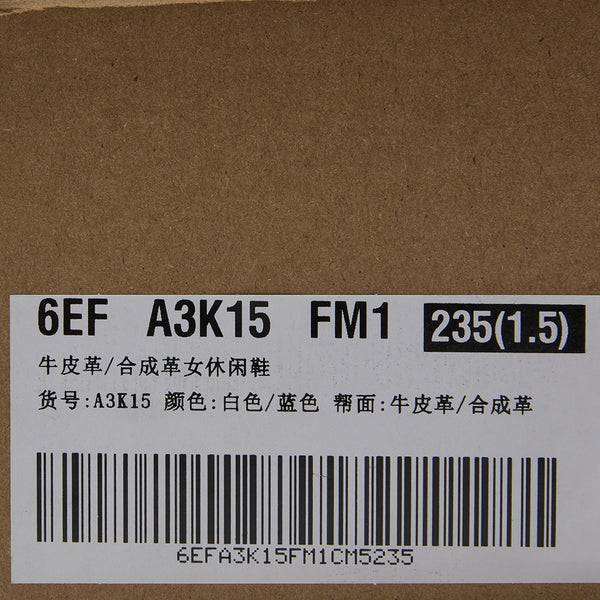 6EF A3K15 FM1 235(1.5)
牛皮革/合成革女休闲鞋
货号:A3K15 颜色:白色/蓝色 帮面:牛皮革/合成革
6EFA3K15FM1CM5235